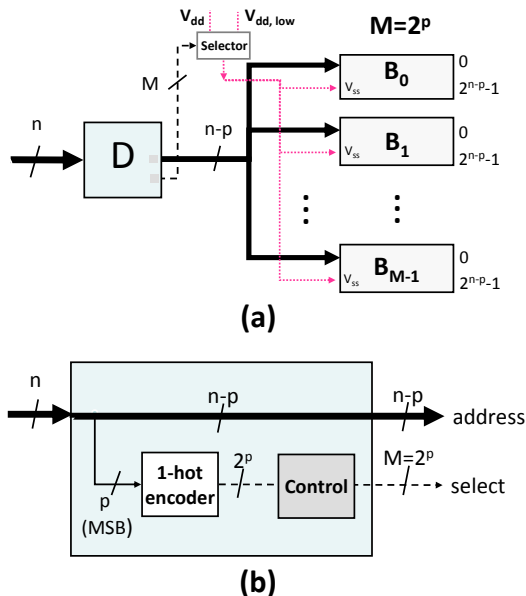 V_dd V_dd, low
M=2^p
Selector
M
n
D
n-p
B_0
V_ss
0
2^n-p-1
B_1
V_ss
0
2^n-p-1
B_M-1
V_ss
0
2^n-p-1
(a)
n
n-p
n-p
address
1-hot
encoder
2^p
Control
M=2^p
select
p
(MSB)
(b)